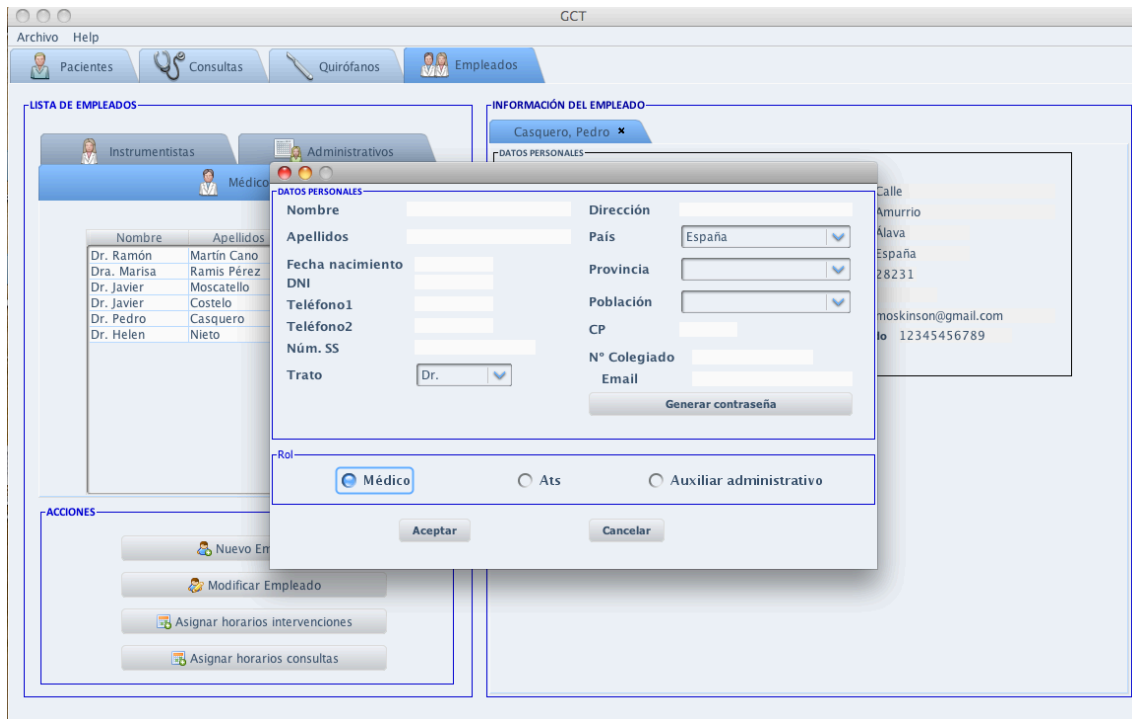 GCT
Archivo Help
Pacientes Consultas Quirófanos Empleados
LISTA DE EMPLEADOS
Instrumentistas Administrativos
Médico
Nombre Apellidos
Dr. Ramón Martín Cano
Dra. Marisa Ramis Pérez
Dr. Javier Moscatello
Dr. Javier Costelo
Dr. Pedro Casquero
Dr. Helen Nieto
ACCIONES
Nuevo Em
Modificar Empleado
Asignar horarios intervenciones
Asignar horarios consultas
INFORMACIÓN DEL EMPLEADO
Casquero, Pedro ×
DATOS PERSONALES
Calle
Amurrio
Álava
España
28231
moskinson@gmail.com
lo 12345456789
DATOS PERSONALES
Nombre
Apellidos
Fecha nacimiento
DNI
Teléfono1
Teléfono2
Núm. SS
Trato Dr.
Dirección
País España
Provincia
Población
CP
Nº Colegiado
Email
Generar contraseña
Rol
Médico Ats Auxiliar administrativo
Aceptar Cancelar